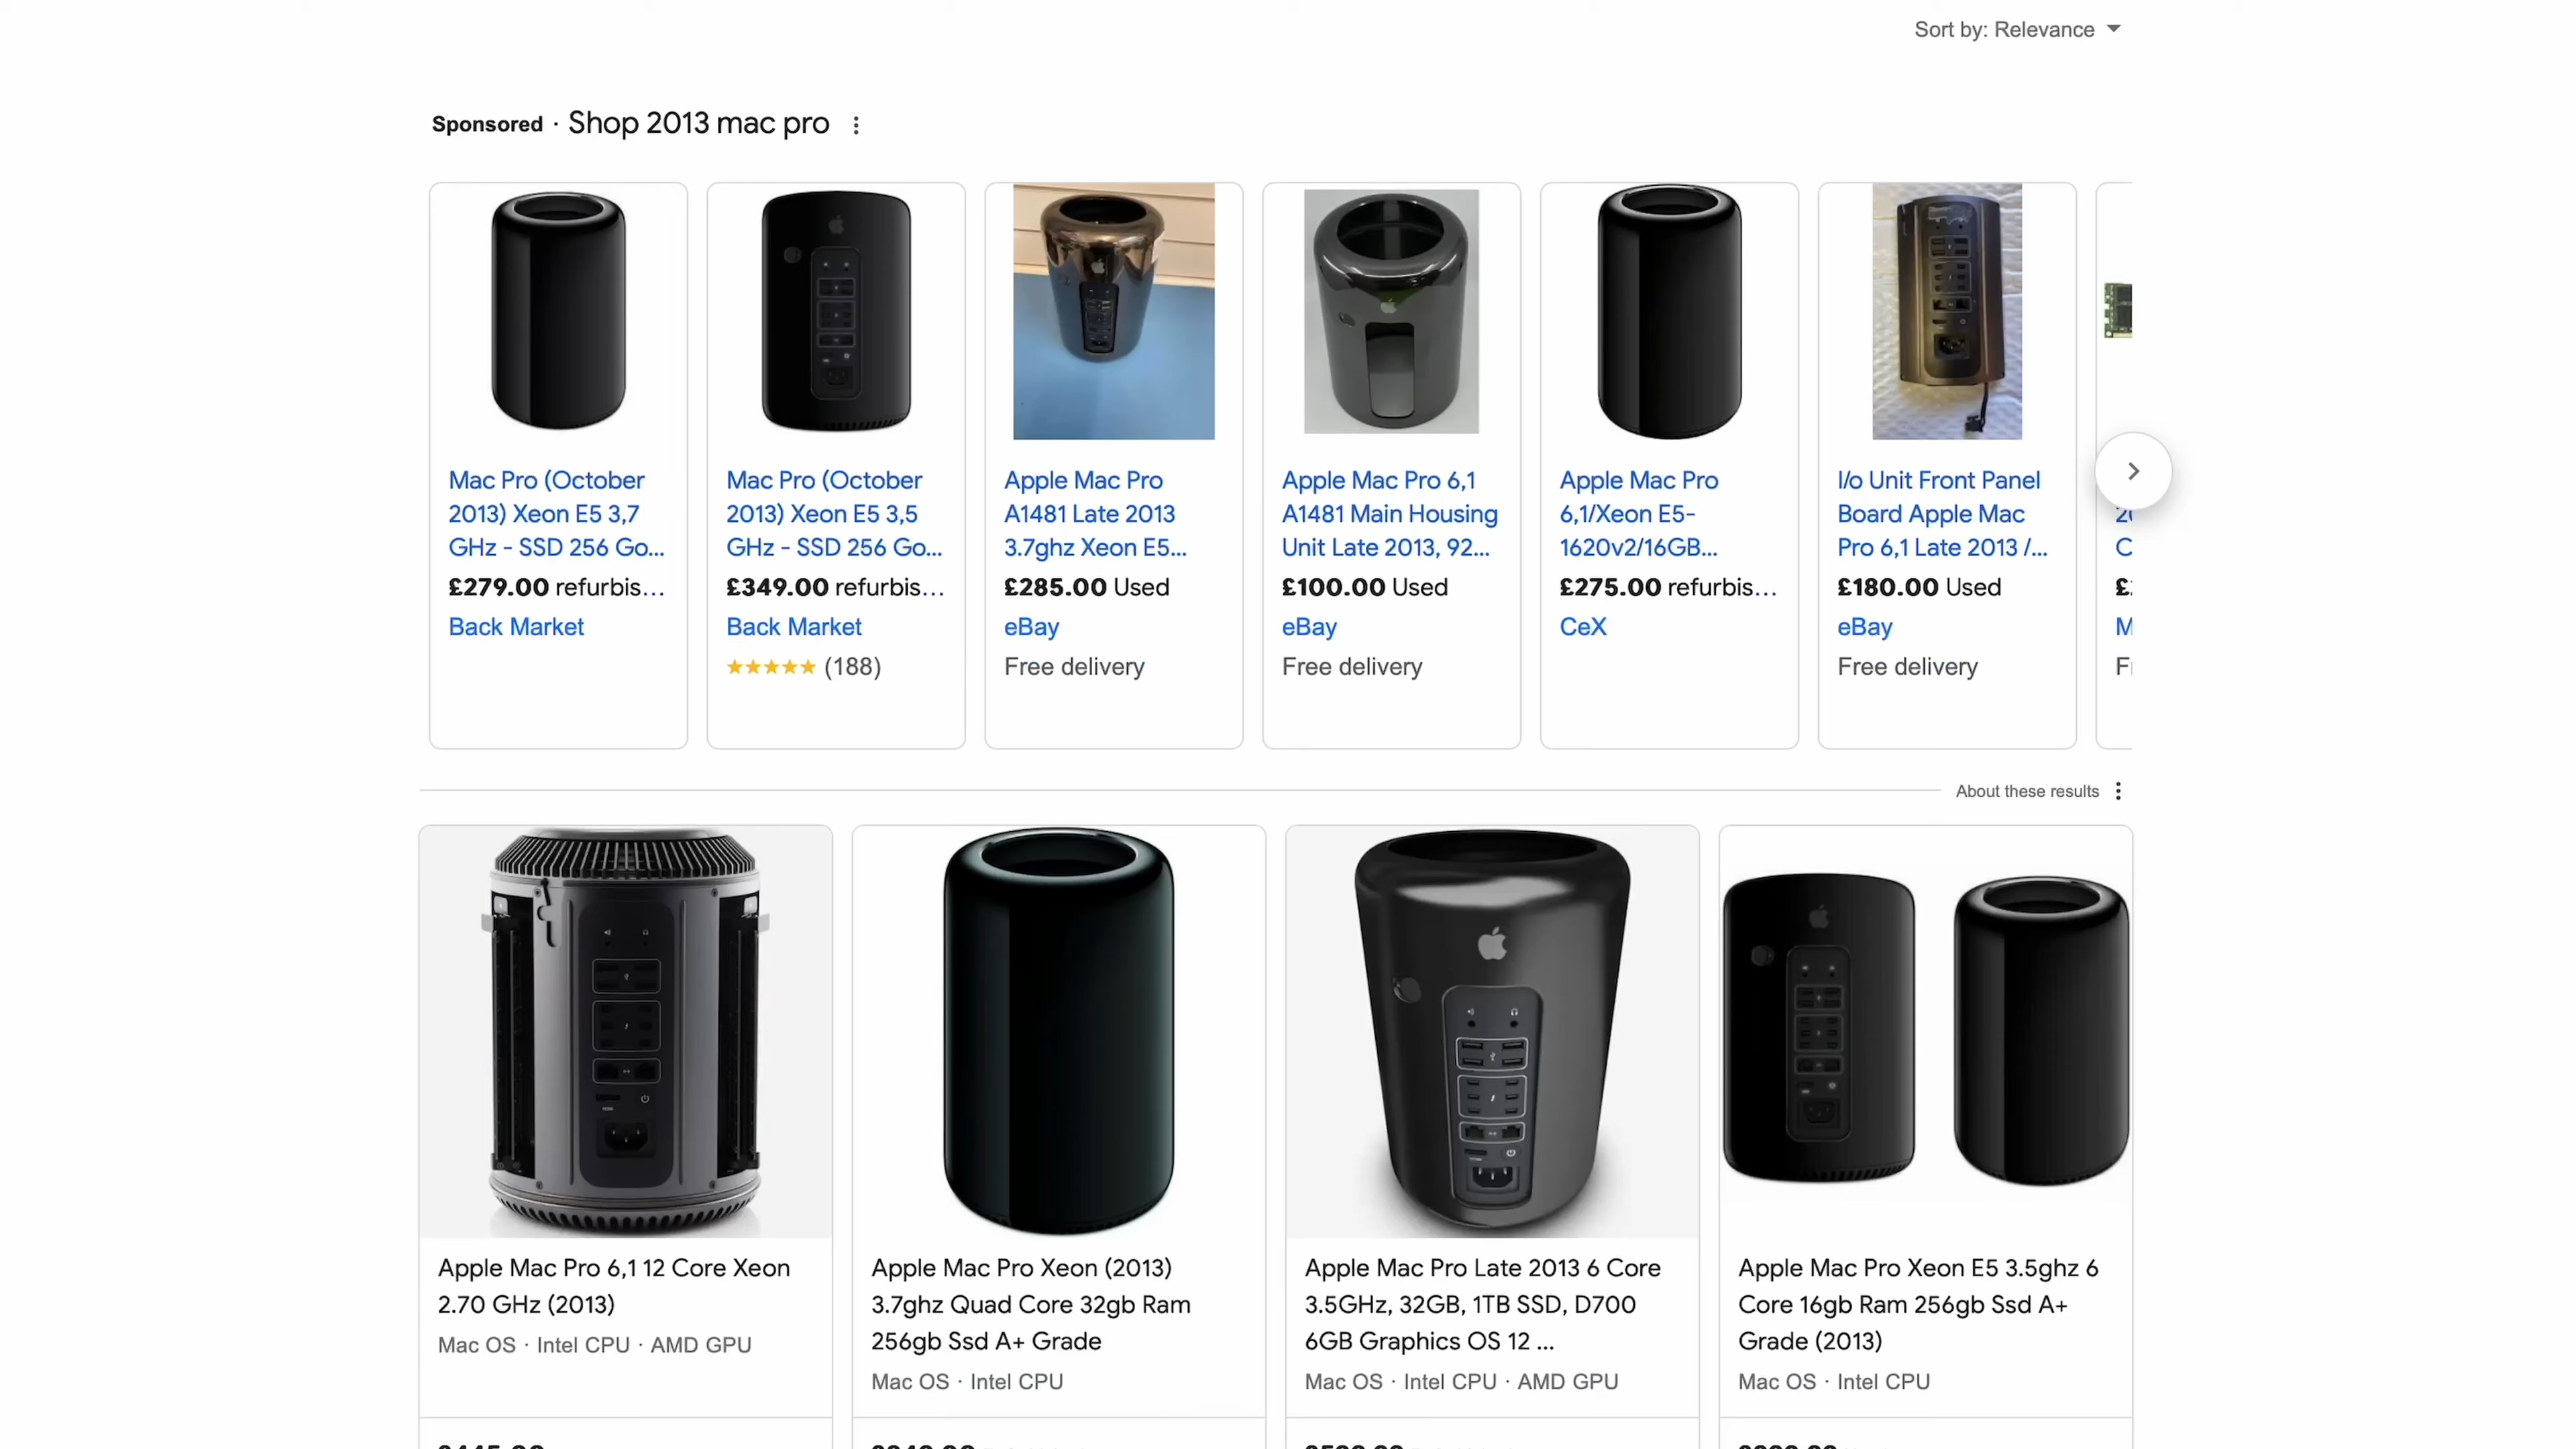 Sort by: Relevance
Sponsored · Shop 2013 mac pro
Mac Pro (October
2013) Xeon E5 3,7
GHz - SSD 256 Go...
£279.00 refurbis...
Back Market
Mac Pro (October
2013) Xeon E5 3,5
GHz - SSD 256 Go...
£349.00 refurbis...
Back Market
(188)
Apple Mac Pro
A1481 Late 2013
3.7ghz Xeon E5...
£285.00 Used
eBay
Free delivery
Apple Mac Pro 6,1
A1481 Main Housing
Unit Late 2013, 92...
£100.00 Used
eBay
Free delivery
Apple Mac Pro
6,1/Xeon E5-
1620v2/16GB...
£275.00 refurbis...
CeX
I/o Unit Front Panel
Board Apple Mac
Pro 6,1 Late 2013 /...
£180.00 Used
eBay
Free delivery
About these results
Apple Mac Pro 6,1 12 Core Xeon
2.70 GHz (2013)
Mac OS · Intel CPU · AMD GPU
Apple Mac Pro Xeon (2013)
3.7ghz Quad Core 32gb Ram
256gb Ssd A+ Grade
Mac OS · Intel CPU
Apple Mac Pro Late 2013 6 Core
3.5GHz, 32GB, 1TB SSD, D700
6GB Graphics OS 12 ...
Mac OS · Intel CPU · AMD GPU
Apple Mac Pro Xeon E5 3.5ghz 6
Core 16gb Ram 256gb Ssd A+
Grade (2013)
Mac OS · Intel CPU